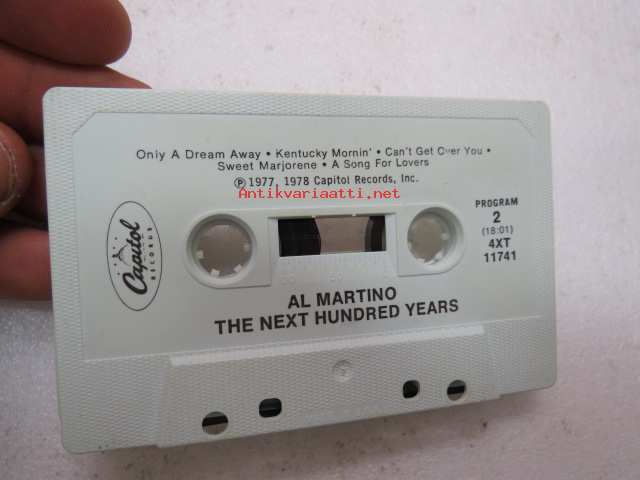 Only A Dream Away • Kentucky Mornin' • Can't Get Over You •
Sweet Marjorene • A Song For Lovers
℗ 1977, 1978 Capitol Records, Inc.
Antikvariaatti.net
Capitol
RECORDS
PROGRAM
2
(18:01)
4XT
11741
AL MARTINO
THE NEXT HUNDRED YEARS